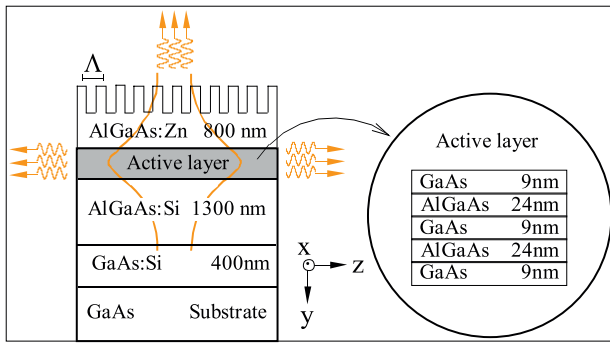 Λ
AlGaAs:Zn 800 nm
Active layer
AlGaAs:Si 1300 nm
GaAs:Si 400nm
GaAs Substrate
x
z
y
Active layer
GaAs 9nm
AlGaAs 24nm
GaAs 9nm
AlGaAs 24nm
GaAs 9nm